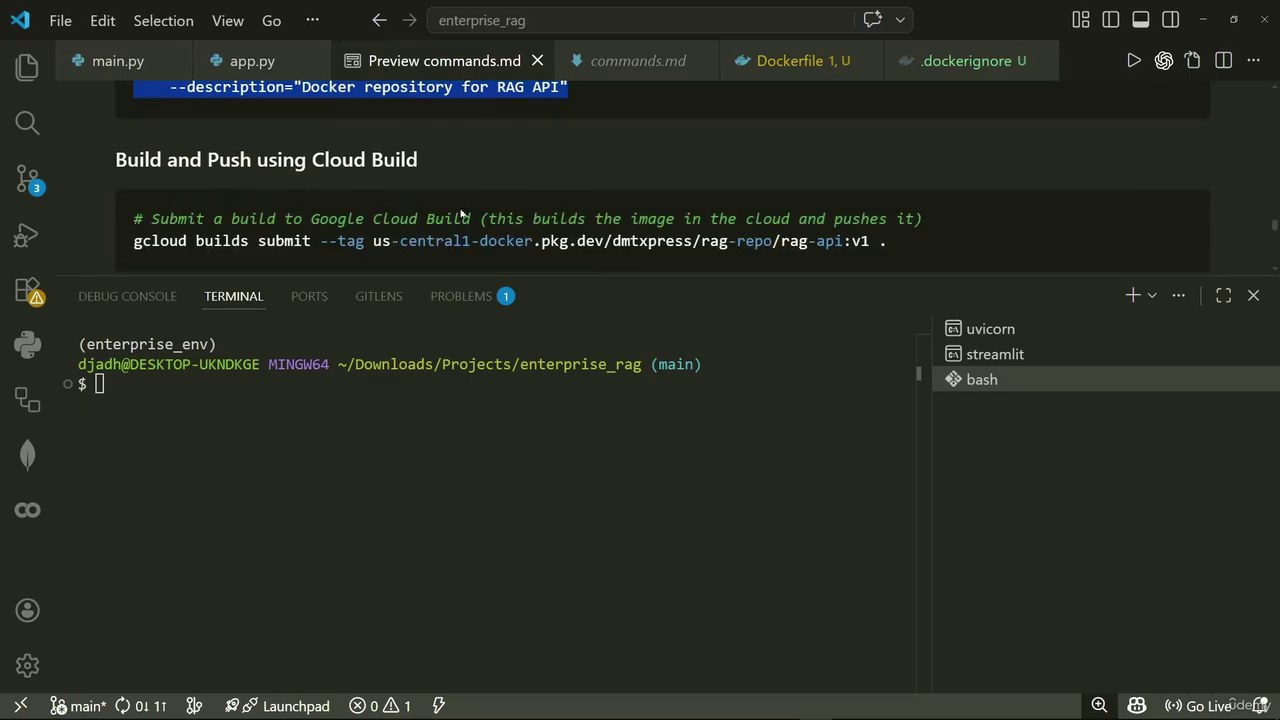 File Edit Selection View Go ··· enterprise_rag
main.py app.py Preview commands.md commands.md Dockerfile 1, U .dockerignore U
--description="Docker repository for RAG API"
Build and Push using Cloud Build
# Submit a build to Google Cloud Build (this builds the image in the cloud and pushes it)
gcloud builds submit --tag us-central1-docker.pkg.dev/dmtxpress/rag-repo/rag-api:v1 .
3
DEBUG CONSOLE TERMINAL PORTS GITLENS PROBLEMS 1
(enterprise_env)
djadh@DESKTOP-UKNDKGE MINGW64 ~/Downloads/Projects/enterprise_rag (main)
$
uvicorn
streamlit
bash
main* 0↓ 1↑ Launchpad 0 1 Go Live
udemy